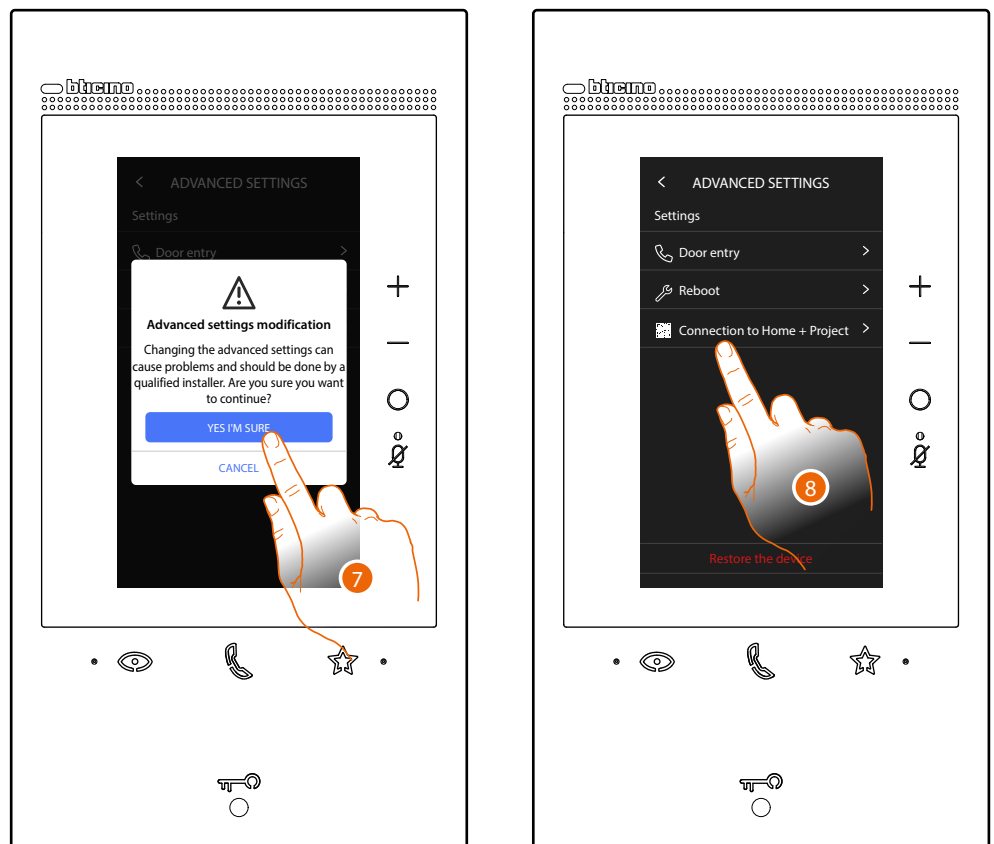 bticino
ADVANCED SETTINGS
Settings
Door entry
Advanced settings modification
Changing the advanced settings can
cause problems and should be done by a
qualified installer. Are you sure you want
to continue?
YES I'M SURE
CANCEL
7
bticino
ADVANCED SETTINGS
Settings
Door entry
Reboot
Connection to Home + Project
8
Restore the device